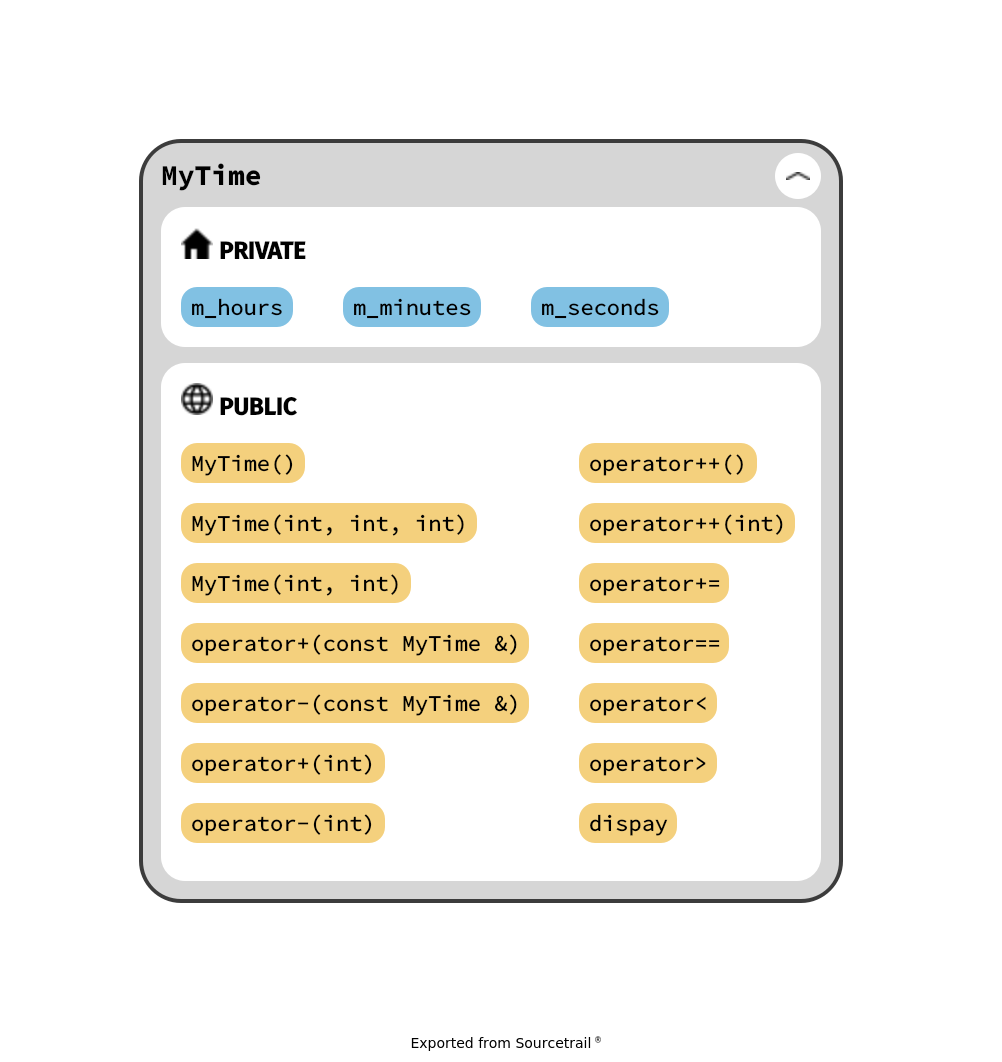 MyTime
PRIVATE
m_hours m_minutes m_seconds
PUBLIC
MyTime() operator++()
MyTime(int, int, int) operator++(int)
MyTime(int, int) operator+=
operator+(const MyTime &) operator==
operator-(const MyTime &) operator<
operator+(int) operator>
operator-(int) dispay
Exported from Sourcetrail ®